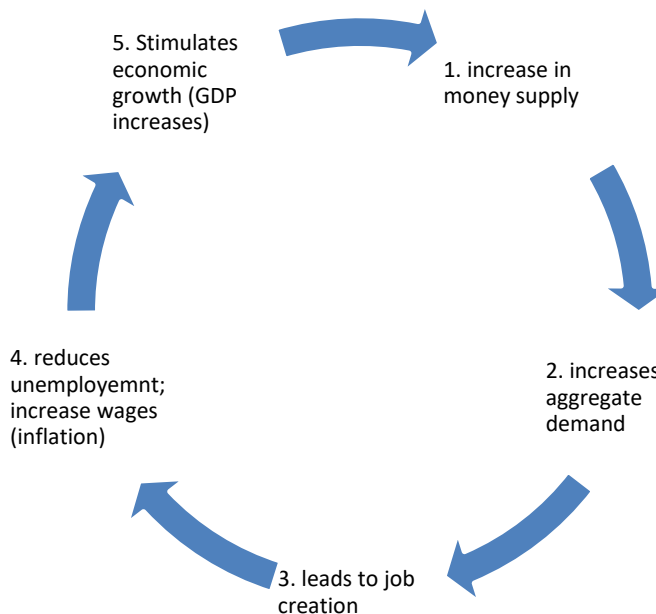 5. Stimulates
economic
growth (GDP
increases)
1. increase in
money supply
2. increases
aggregate
demand
3. leads to job
creation
4. reduces
unemployemnt;
increase wages
(inflation)